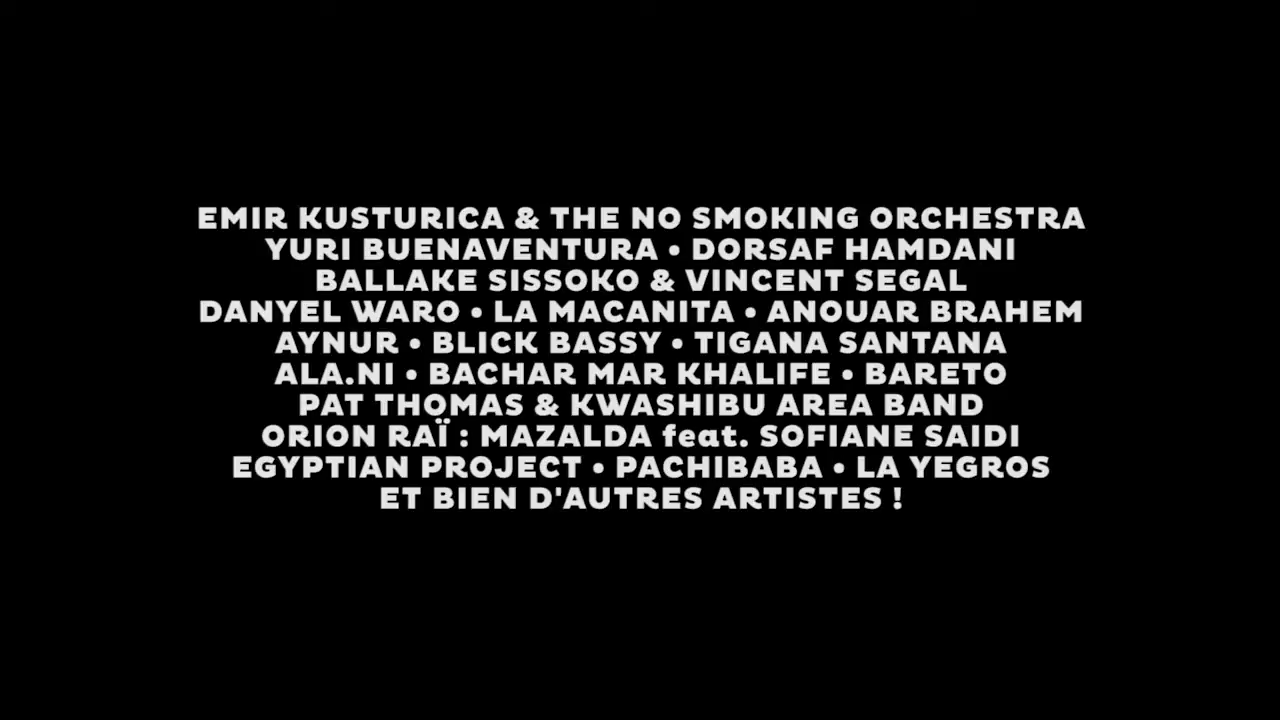 EMIR KUSTURICA & THE NO SMOKING ORCHESTRA
YURI BUENAVENTURA • DORSAF HAMDANI
BALLAKE SISSOKO & VINCENT SEGAL
DANYEL WARO • LA MACANITA • ANOUAR BRAHEM
AYNUR • BLICK BASSY • TIGANA SANTANA
ALA.NI • BACHAR MAR KHALIFE • BARETO
PAT THOMAS & KWASHIBU AREA BAND
ORION RAÏ : MAZALDA feat. SOFIANE SAIDI
EGYPTIAN PROJECT • PACHIBABA • LA YEGROS
ET BIEN D'AUTRES ARTISTES !